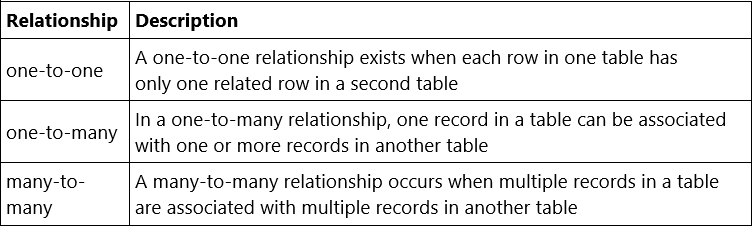 Relationship Description
one-to-one
A one-to-one relationship exists when each row in one table has
only one related row in a second table
one-to-many
In a one-to-many relationship, one record in a table can be associated
with one or more records in another table
many-to-
many
A many-to-many relationship occurs when multiple records in a table
are associated with multiple records in another table